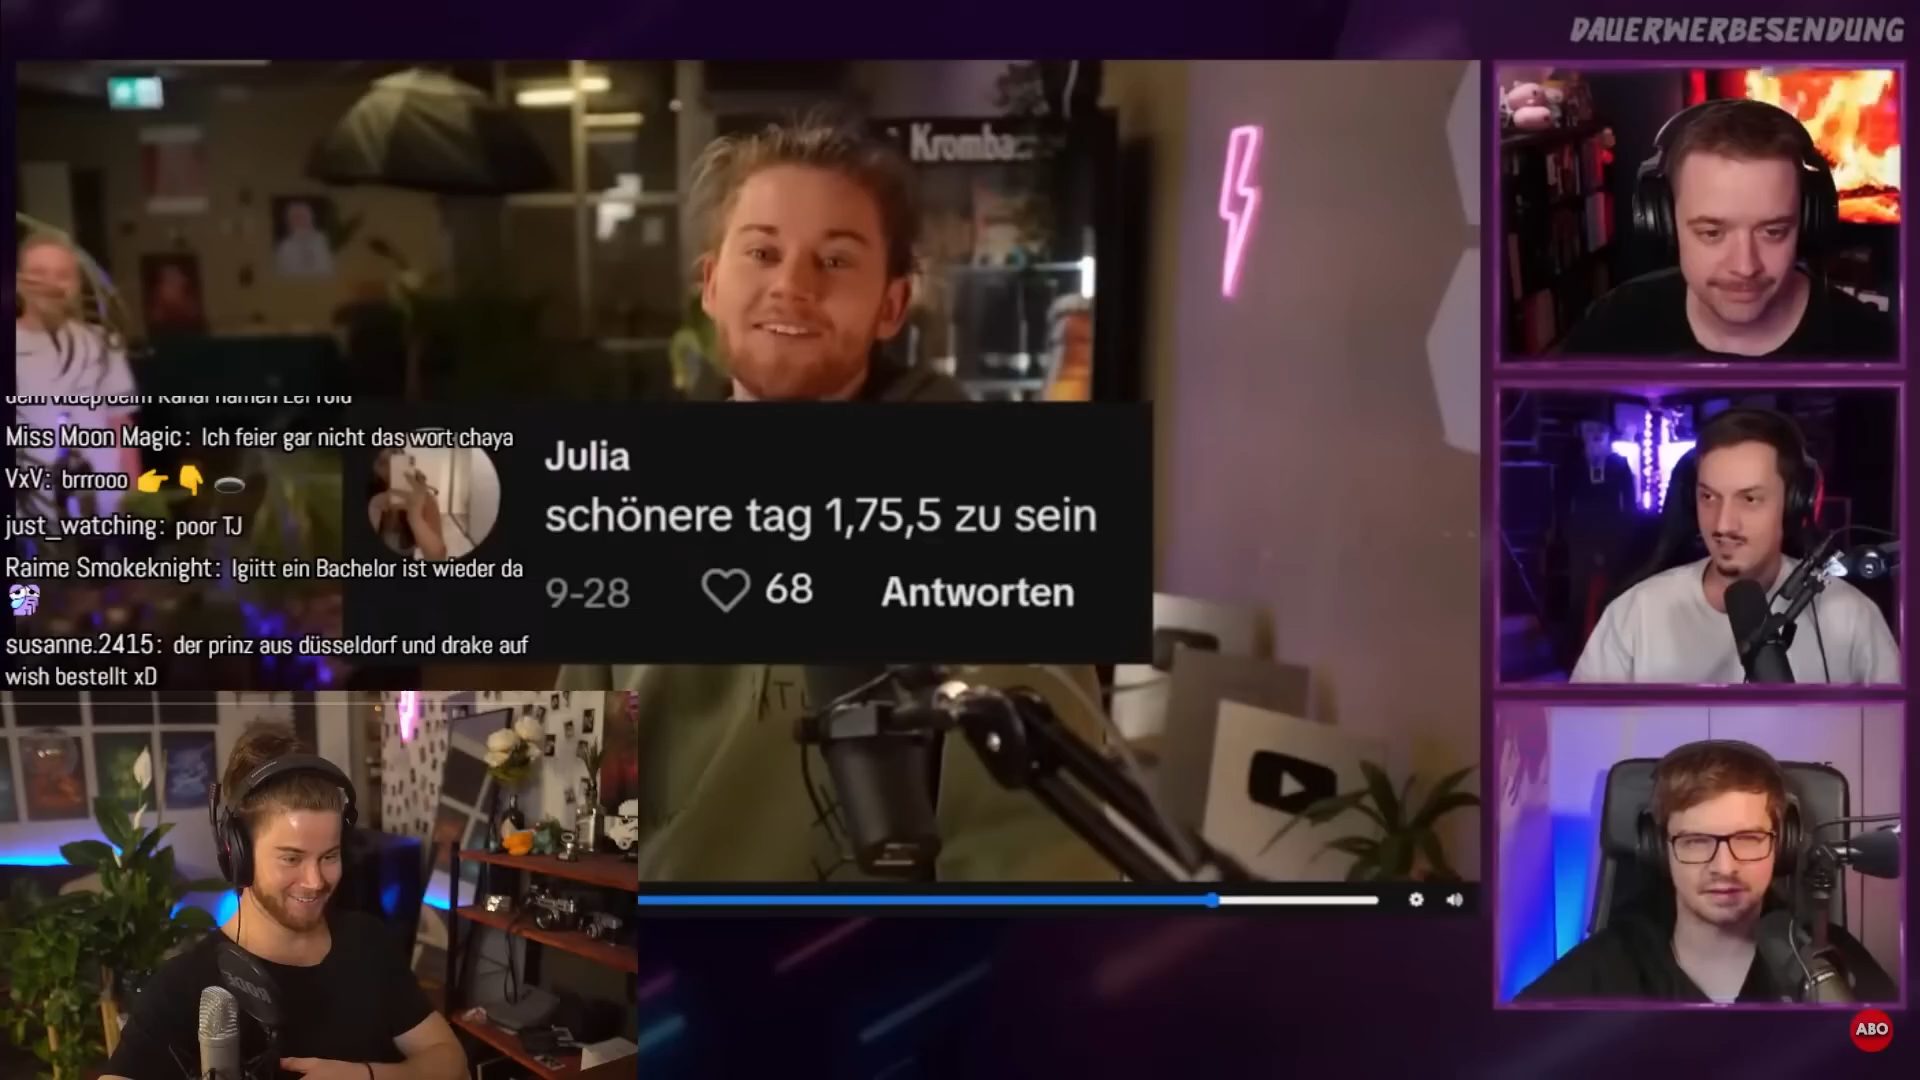 DAUERWERBESENDUNG
Miss Moon Magic: Ich feier gar nicht das wort chaya
VxV: brrrooo 👉 👇 🕳️
just_watching: poor TJ
Raime Smokeknight: Igiitt ein Bachelor ist wieder da
susanne.2415: der prinz aus düsseldorf und drake auf
wish bestellt xD
Julia
schönere tag 1,75,5 zu sein
9-28
68
Antworten
RODE
ABO